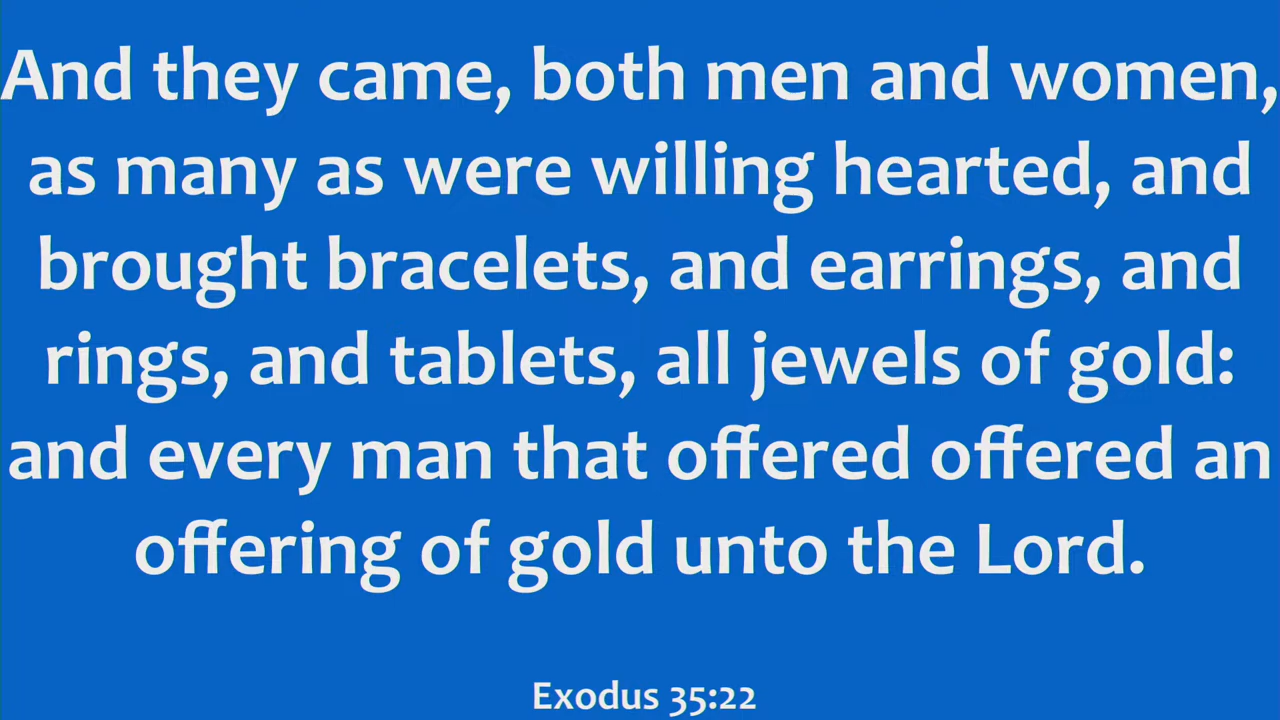 And they came, both men and women,
as many as were willing hearted, and
brought bracelets, and earrings, and
rings, and tablets, all jewels of gold:
and every man that offered offered an
offering of gold unto the Lord.
Exodus 35:22